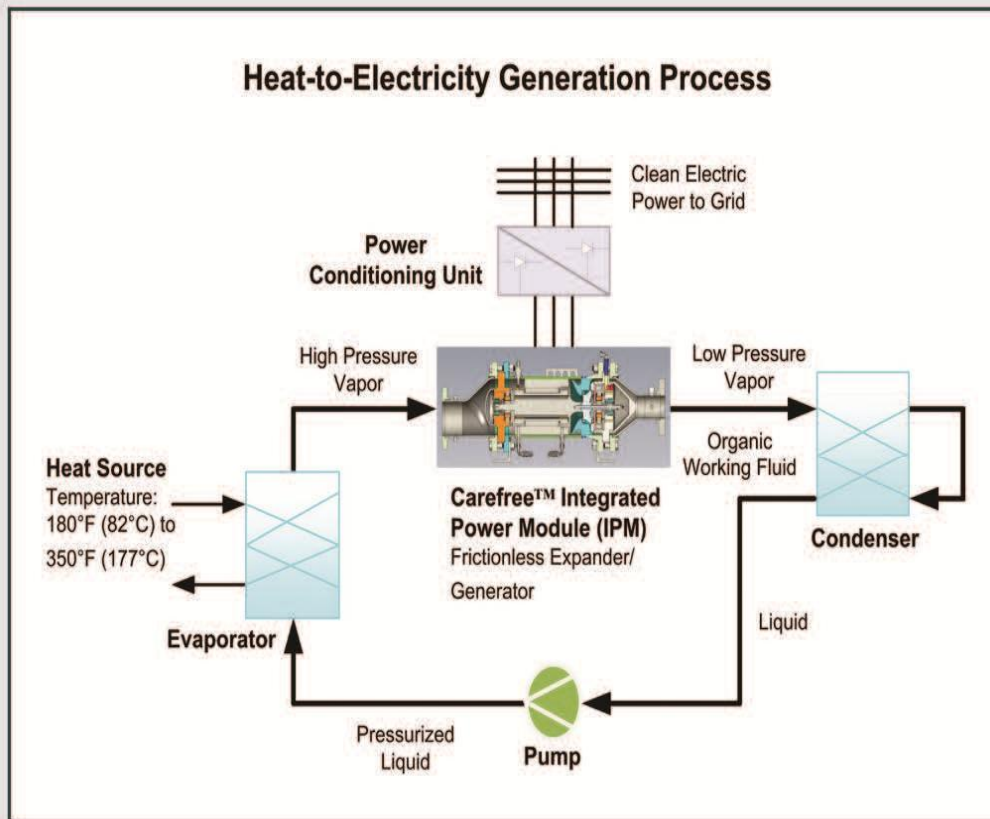 Heat-to-Electricity Generation Process
Clean Electric
Power to Grid
Power
Conditioning Unit
High Pressure
Vapor
Low Pressure
Vapor
Organic
Working Fluid
Heat Source
Temperature:
180°F (82°C) to
350°F (177°C)
Carefree™ Integrated
Power Module (IPM)
Frictionless Expander/
Generator
Condenser
Evaporator
Liquid
Pressurized
Liquid
Pump